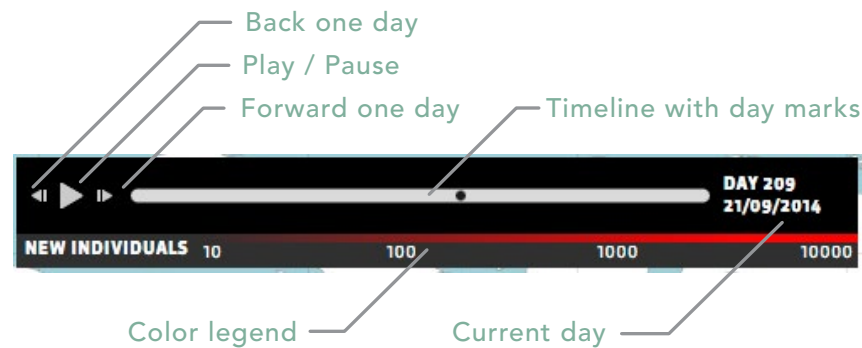 Back one day
Play / Pause
Forward one day
Timeline with day marks
DAY 209
21/09/2014
NEW INDIVIDUALS 10 100 1000 10000
Color legend
Current day